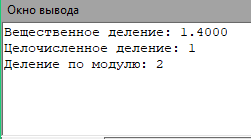 Окно вывода
Вещественное деление: 1.4000
Целочисленное деление: 1
Деление по модулю: 2